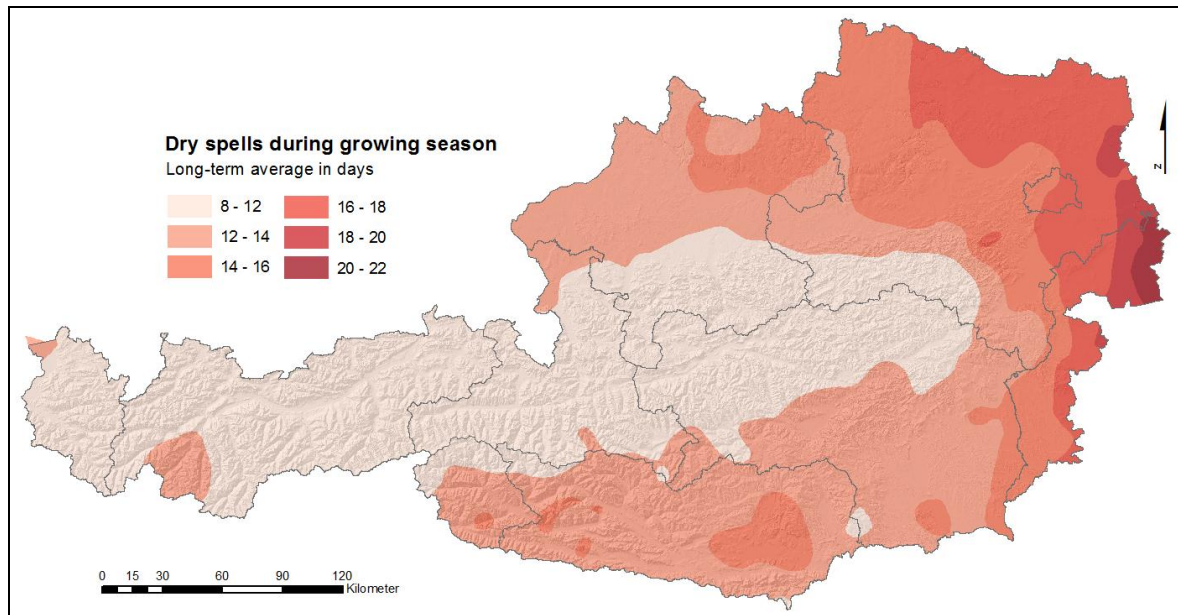 Dry spells during growing season
Long-term average in days
8 - 12
16 - 18
12 - 14
18 - 20
14 - 16
20 - 22
N
0 15 30 60 90 120
Kilometer